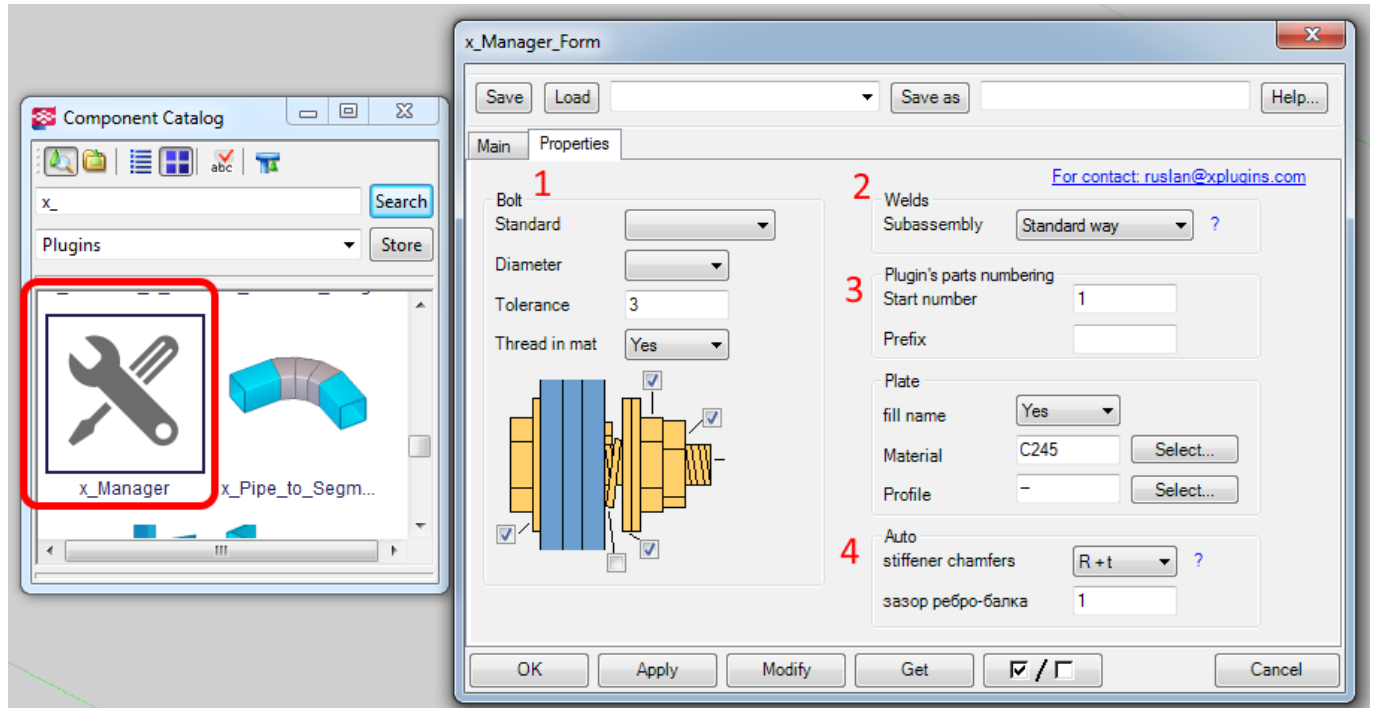 Component Catalog
abc
x_
Search
Plugins
Store
x_Manager
x_Pipe_to_Segm...
x_Manager_Form
Save
Load
Save as
Help...
Main
Properties
For contact: ruslan@xplugins.com
1
Bolt
Standard
Diameter
Tolerance
3
Thread in mat
Yes
2
Welds
Subassembly
Standard way
?
3
Plugin's parts numbering
Start number
1
Prefix
Plate
fill name
Yes
Material
C245
Select...
Profile
–
Select...
4
Auto
stiffener chamfers
R +t
?
зазор ребро-балка
1
OK
Apply
Modify
Get
/
Cancel